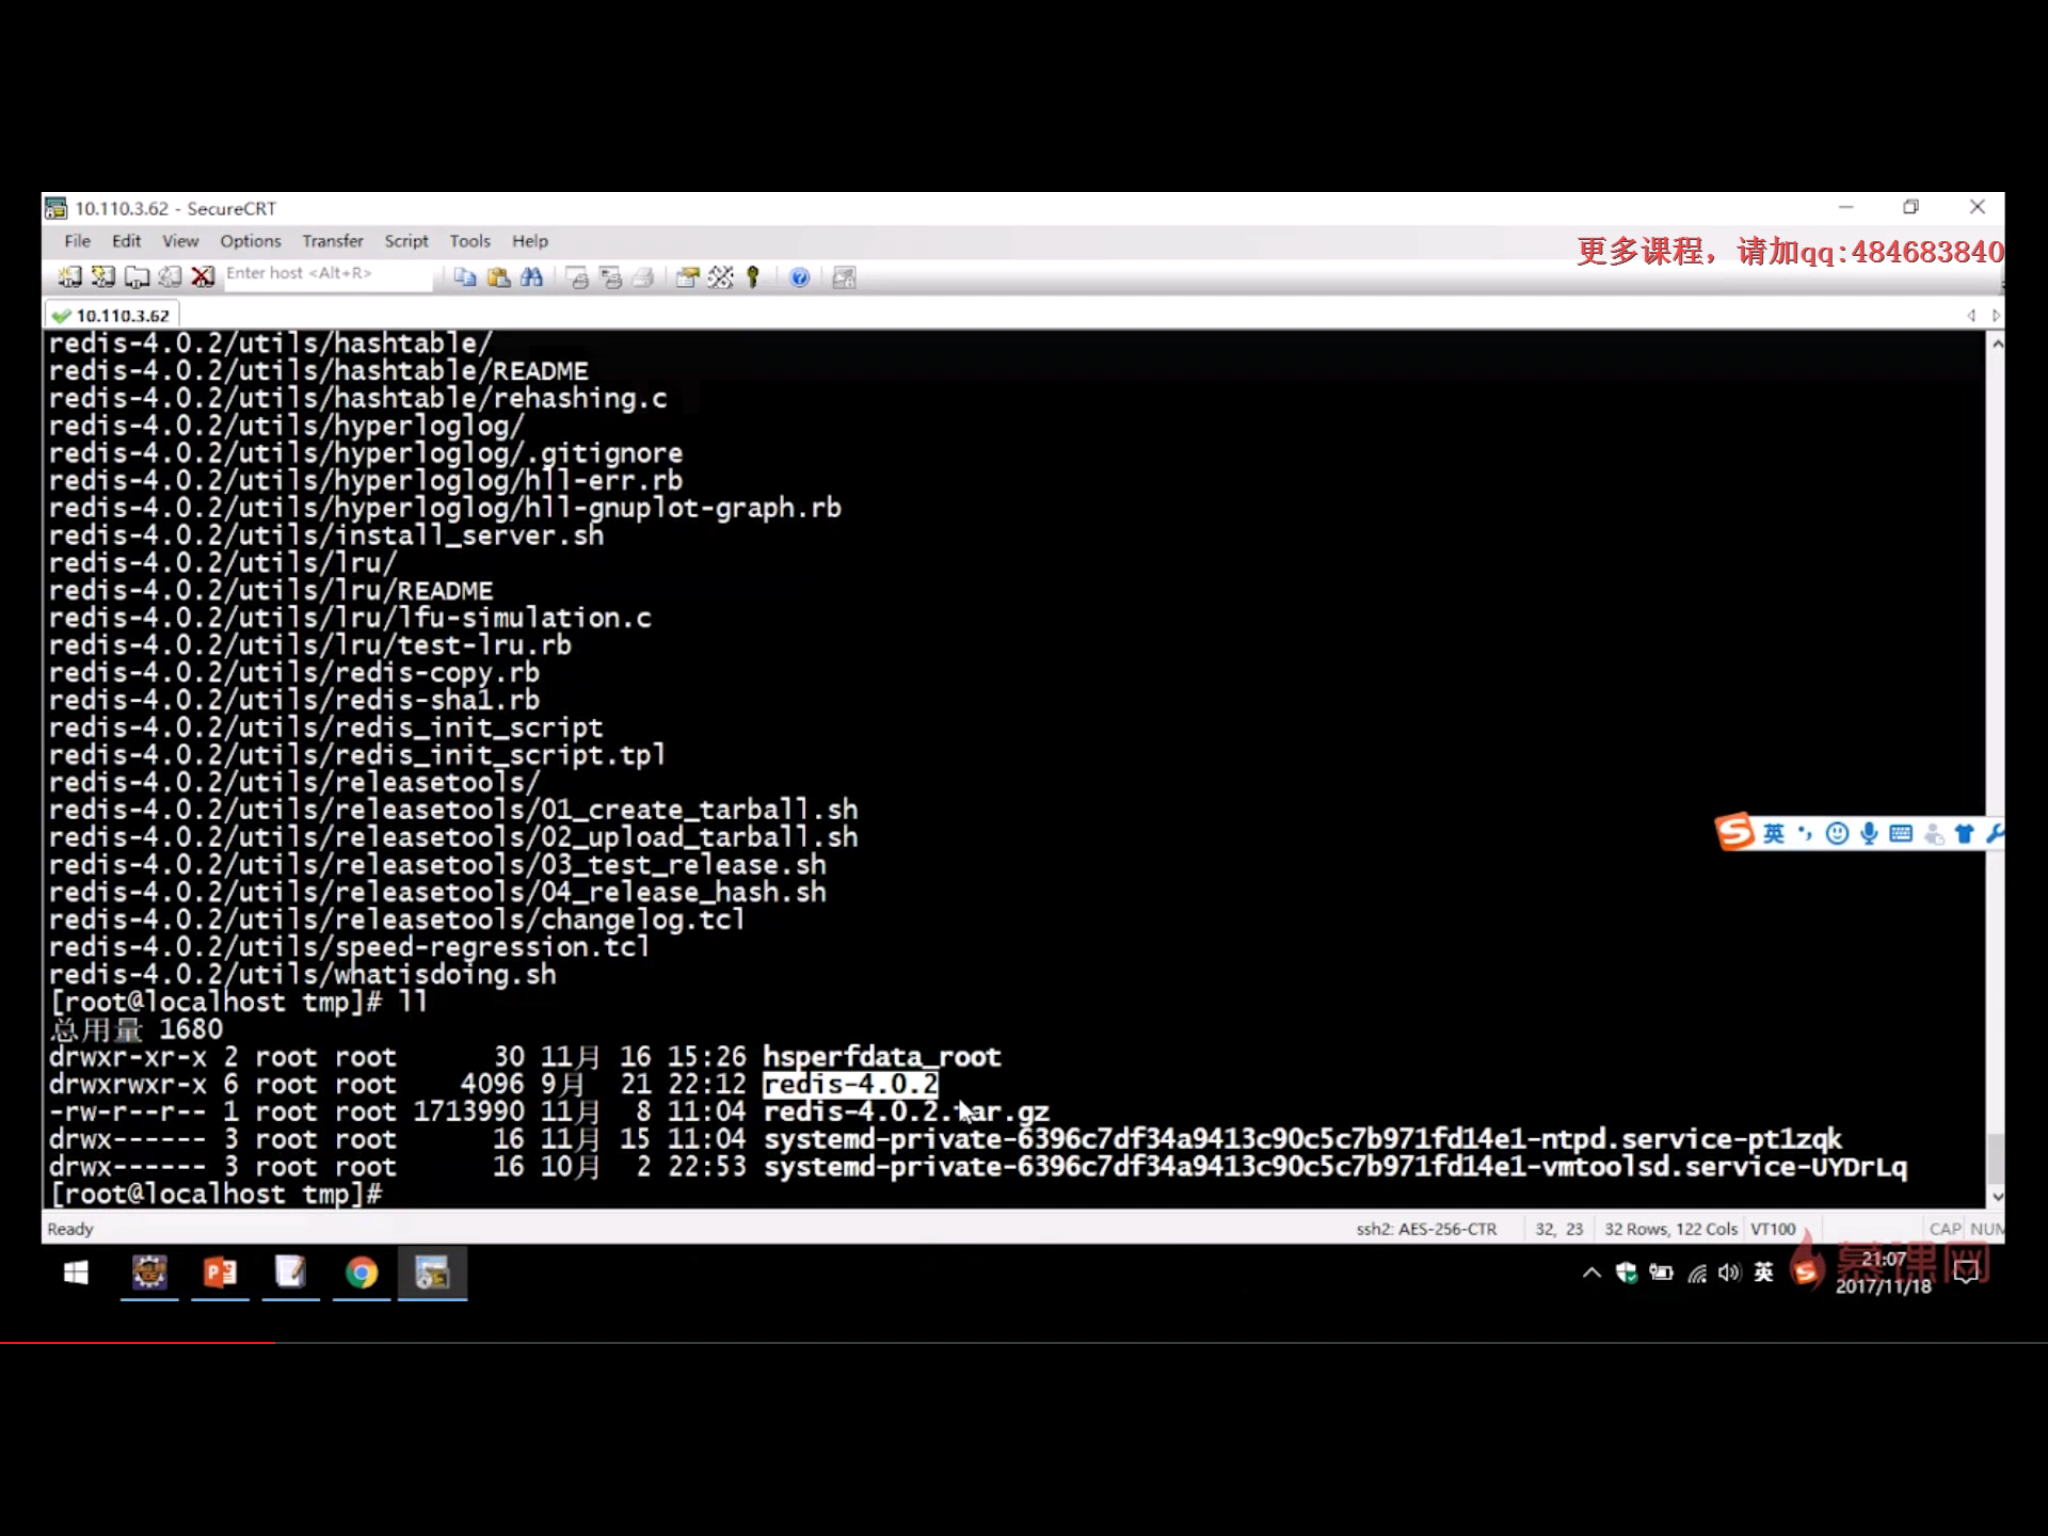 10.110.3.62 - SecureCRT
File Edit View Options Transfer Script Tools Help
更多课程，请加qq:484683840
Enter host <Alt+R>
10.110.3.62
redis-4.0.2/utils/hashtable/
redis-4.0.2/utils/hashtable/README
redis-4.0.2/utils/hashtable/rehashing.c
redis-4.0.2/utils/hyperloglog/
redis-4.0.2/utils/hyperloglog/.gitignore
redis-4.0.2/utils/hyperloglog/hll-err.rb
redis-4.0.2/utils/hyperloglog/hll-gnuplot-graph.rb
redis-4.0.2/utils/install_server.sh
redis-4.0.2/utils/lru/
redis-4.0.2/utils/lru/README
redis-4.0.2/utils/lru/lfu-simulation.c
redis-4.0.2/utils/lru/test-lru.rb
redis-4.0.2/utils/redis-copy.rb
redis-4.0.2/utils/redis-sha1.rb
redis-4.0.2/utils/redis_init_script
redis-4.0.2/utils/redis_init_script.tpl
redis-4.0.2/utils/releasetools/
redis-4.0.2/utils/releasetools/01_create_tarball.sh
redis-4.0.2/utils/releasetools/02_upload_tarball.sh
redis-4.0.2/utils/releasetools/03_test_release.sh
redis-4.0.2/utils/releasetools/04_release_hash.sh
redis-4.0.2/utils/releasetools/changelog.tcl
redis-4.0.2/utils/speed-regression.tcl
redis-4.0.2/utils/whatisdoing.sh
[root@localhost tmp]# ll
总用量 1680
drwxr-xr-x 2 root root 30 11月 16 15:26 hsperfdata_root
drwxrwxr-x 6 root root 4096 9月 21 22:12 redis-4.0.2
-rw-r--r-- 1 root root 1713990 11月 8 11:04 redis-4.0.2.tar.gz
drwx------ 3 root root 16 11月 15 11:04 systemd-private-6396c7df34a9413c90c5c7b971fd14e1-ntpd.service-pt1zqk
drwx------ 3 root root 16 10月 2 22:53 systemd-private-6396c7df34a9413c90c5c7b971fd14e1-vmtoolsd.service-UYDrLq
[root@localhost tmp]#
英
Ready ssh2: AES-256-CTR 32, 23 32 Rows, 122 Cols VT100 CAP NUM
英
慕课网
21:07
2017/11/18